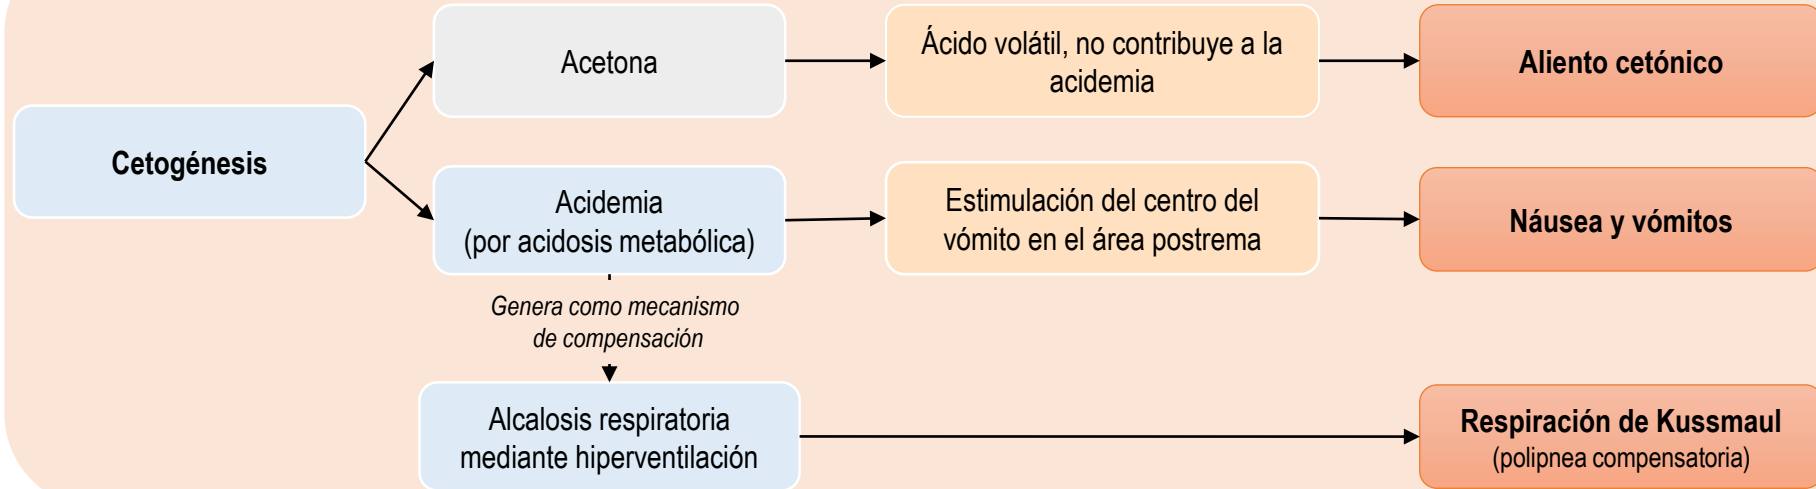 Acetona
Ácido volátil, no contribuye a la
acidemia
Aliento cetónico
Cetogénesis
Acidemia
(por acidosis metabólica)
Estimulación del centro del
vómito en el área postrema
Náusea y vómitos
Genera como mecanismo
de compensación
Alcalosis respiratoria
mediante hiperventilación
Respiración de Kussmaul
(polipnea compensatoria)